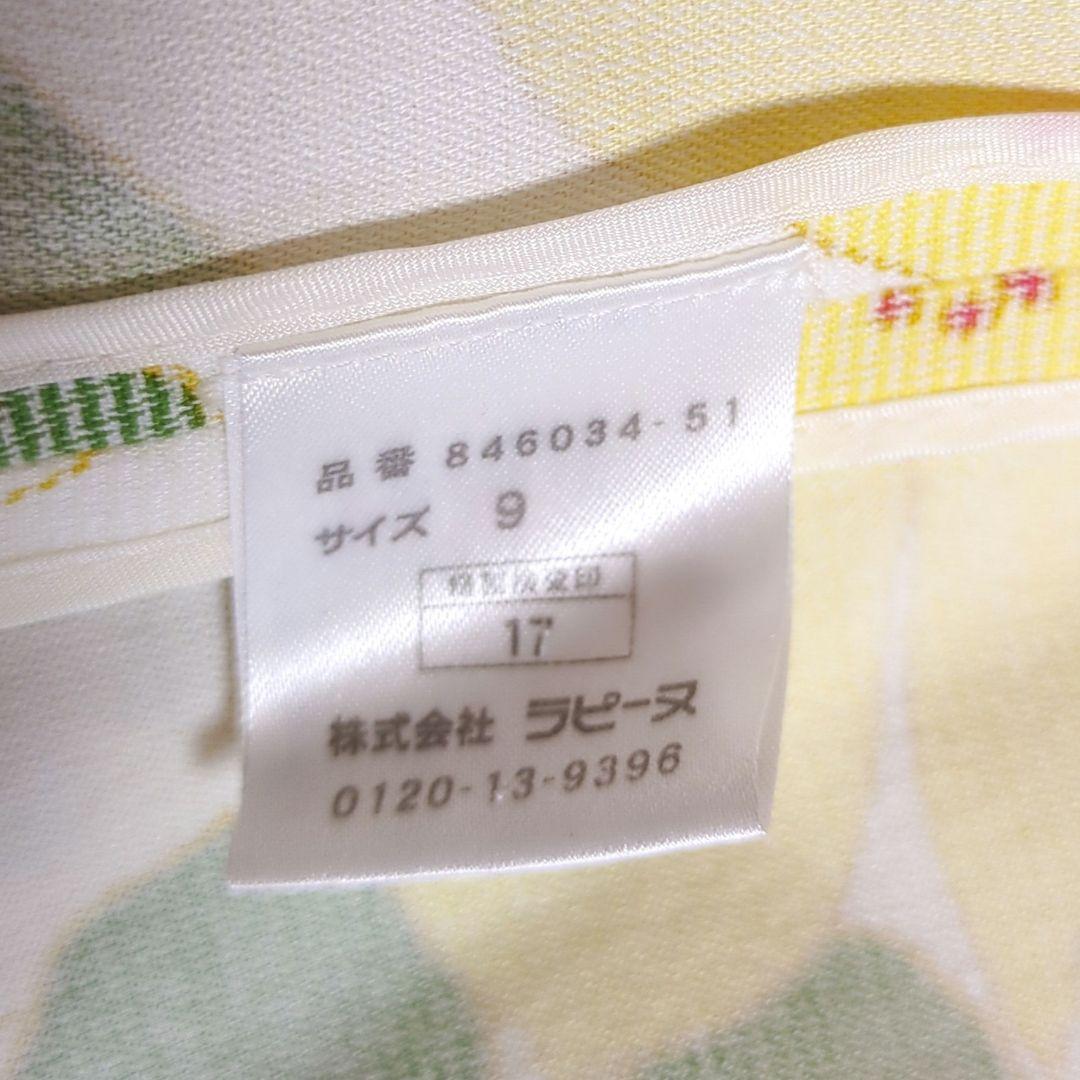 品番 846034-51
サイズ 9
17
株式会社 ラピーヌ
0120-13-9396